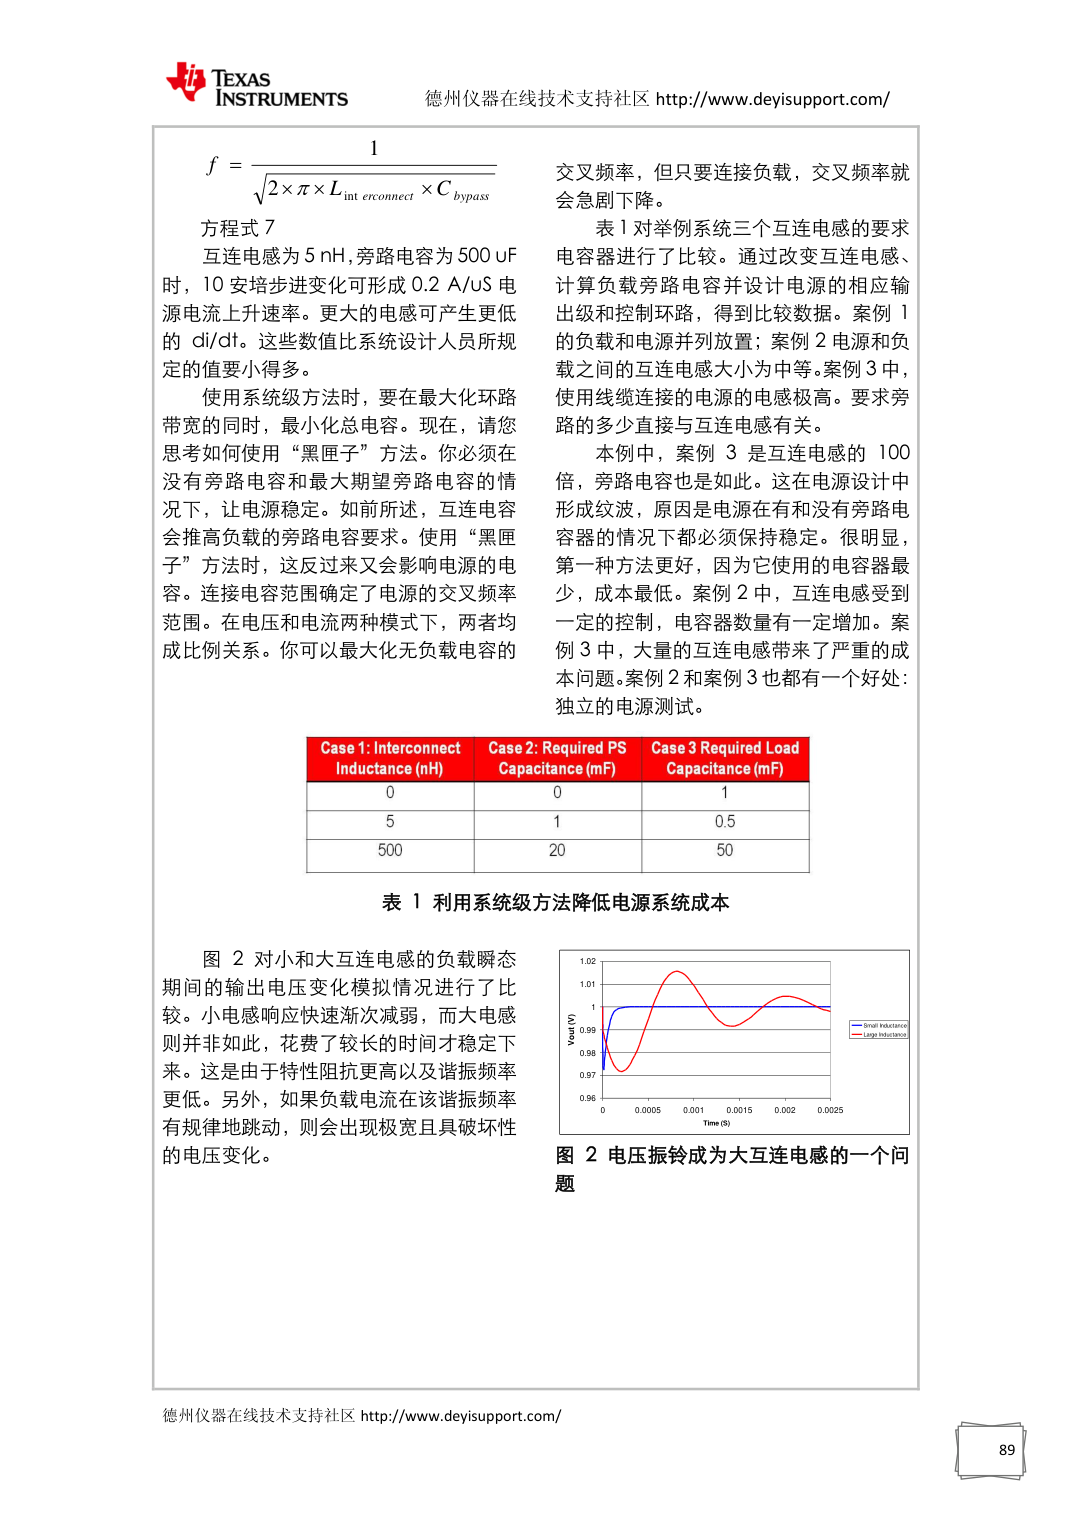 TEXAS
INSTRUMENTS
德州仪器在线技术支持社区 http://www.deyisupport.com/
f = 1 / √(2×π×L_int erconnect ×C_bypass)
方程式 7
互连电感为 5 nH，旁路电容为 500 uF
时，10 安培步进变化可形成 0.2 A/uS 电
源电流上升速率。更大的电感可产生更低
的 di/dt。这些数值比系统设计人员所规
定的值要小得多。
使用系统级方法时，要在最大化环路
带宽的同时，最小化总电容。现在，请您
思考如何使用“黑匣子”方法。你必须在
没有旁路电容和最大期望旁路电容的情
况下，让电源稳定。如前所述，互连电容
会推高负载的旁路电容要求。使用“黑匣
子”方法时，这反过来又会影响电源的电
容。连接电容范围确定了电源的交叉频率
范围。在电压和电流两种模式下，两者均
成比例关系。你可以最大化无负载电容的
交叉频率，但只要连接负载，交叉频率就
会急剧下降。
表 1 对举例系统三个互连电感的要求
电容器进行了比较。通过改变互连电感、
计算负载旁路电容并设计电源的相应输
出级和控制环路，得到比较数据。案例 1
的负载和电源并列放置；案例 2 电源和负
载之间的互连电感大小为中等。案例 3 中，
使用线缆连接的电源的电感极高。要求旁
路的多少直接与互连电感有关。
本例中，案例 3 是互连电感的 100
倍，旁路电容也是如此。这在电源设计中
形成纹波，原因是电源在有和没有旁路电
容器的情况下都必须保持稳定。很明显，
第一种方法更好，因为它使用的电容器最
少，成本最低。案例 2 中，互连电感受到
一定的控制，电容器数量有一定增加。案
例 3 中，大量的互连电感带来了严重的成
本问题。案例 2 和案例 3 也都有一个好处：
独立的电源测试。
Case 1: Interconnect Inductance (nH) Case 2: Required PS Capacitance (mF) Case 3 Required Load Capacitance (mF)
0 0 1
5 1 0.5
500 20 50
表 1 利用系统级方法降低电源系统成本
图 2 对小和大互连电感的负载瞬态
期间的输出电压变化模拟情况进行了比
较。小电感响应快速渐次减弱，而大电感
则并非如此，花费了较长的时间才稳定下
来。这是由于特性阻抗更高以及谐振频率
更低。另外，如果负载电流在该谐振频率
有规律地跳动，则会出现极宽且具破坏性
的电压变化。
1.02
1.01
1
0.99
0.98
0.97
0.96
Vout (V)
0 0.0005 0.001 0.0015 0.002 0.0025
Time (S)
Small Inductance
Large Inductance
图 2 电压振铃成为大互连电感的一个问
题
德州仪器在线技术支持社区 http://www.deyisupport.com/
89